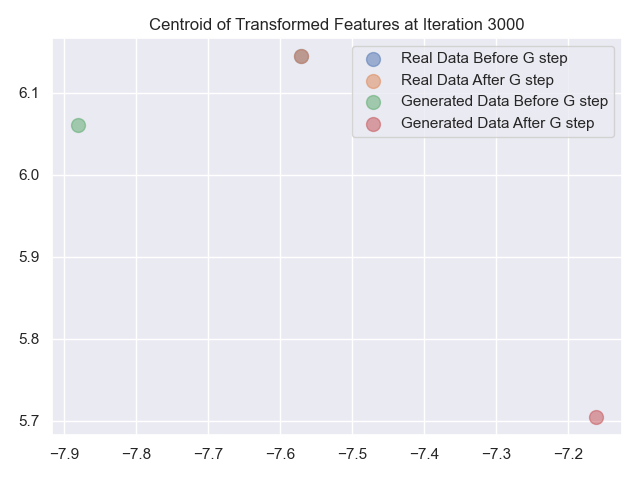 Centroid of Transformed Features at Iteration 3000
Real Data Before G step
Real Data After G step
Generated Data Before G step
Generated Data After G step
6.1
6.0
5.9
5.8
5.7
−7.9 −7.8 −7.7 −7.6 −7.5 −7.4 −7.3 −7.2